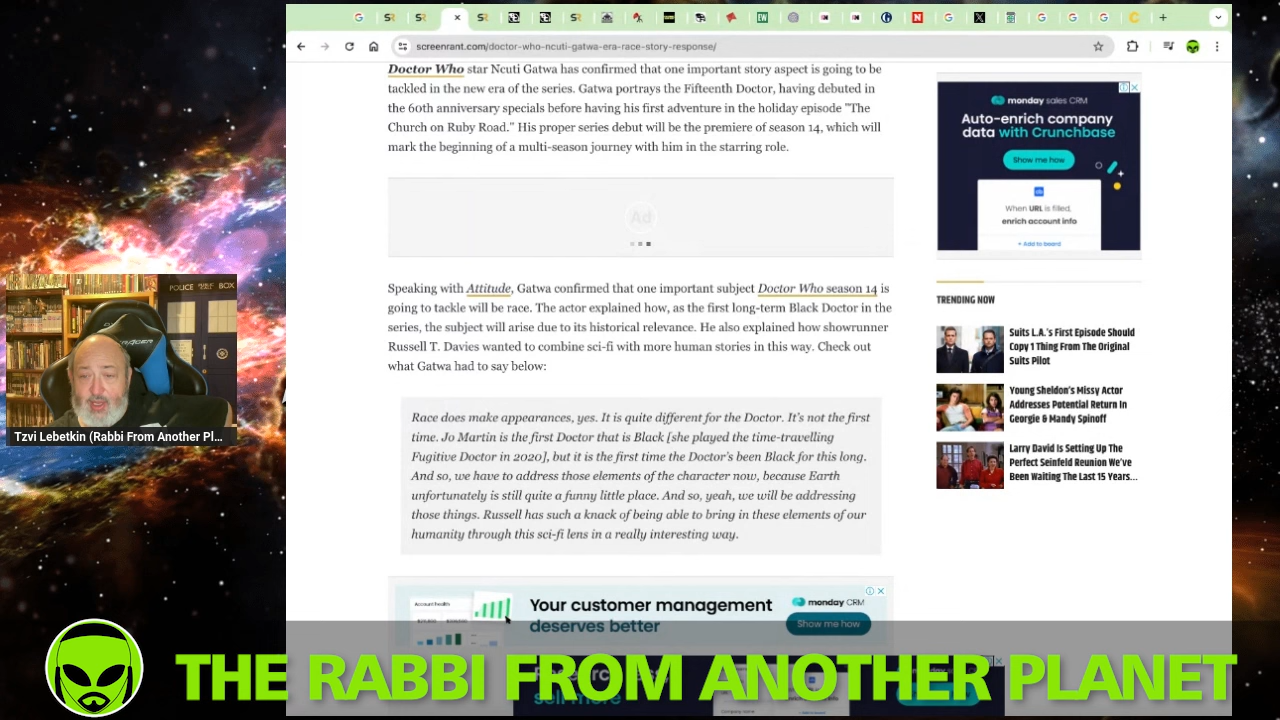 screenrant.com/doctor-who-ncuti-gatwa-era-race-story-response/
Doctor Who star Ncuti Gatwa has confirmed that one important story aspect is going to be
tackled in the new era of the series. Gatwa portrays the Fifteenth Doctor, having debuted in
the 60th anniversary specials before having his first adventure in the holiday episode "The
Church on Ruby Road." His proper series debut will be the premiere of season 14, which will
mark the beginning of a multi-season journey with him in the starring role.
Ad
Speaking with Attitude, Gatwa confirmed that one important subject Doctor Who season 14 is
going to tackle will be race. The actor explained how, as the first long-term Black Doctor in the
series, the subject will arise due to its historical relevance. He also explained how showrunner
Russell T. Davies wanted to combine sci-fi with more human stories in this way. Check out
what Gatwa had to say below:
Race does make appearances, yes. It is quite different for the Doctor. It's not the first
time. Jo Martin is the first Doctor that is Black [she played the time-travelling
Fugitive Doctor in 2020], but it is the first time the Doctor's been Black for this long.
And so, we have to address those elements of the character now, because Earth
unfortunately is still quite a funny little place. And so, yeah, we will be addressing
those things. Russell has such a knack of being able to bring in these elements of our
humanity through this sci-fi lens in a really interesting way.
Account health
Your customer management
deserves better
monday CRM
Show me how
monday sales CRM
Auto-enrich company
data with Crunchbase
Show me how
When URL is filled,
enrich account info
+ Add to board
TRENDING NOW
Suits L.A.'s First Episode Should
Copy 1 Thing From The Original
Suits Pilot
Young Sheldon's Missy Actor
Addresses Potential Return In
Georgie & Mandy Spinoff
Larry David Is Setting Up The
Perfect Seinfeld Reunion We've
Been Waiting The Last 15 Years...
POLICE PUBLIC BOX
Tzvi Lebetkin (Rabbi From Another Pl...
THE RABBI FROM ANOTHER PLANET
sell more